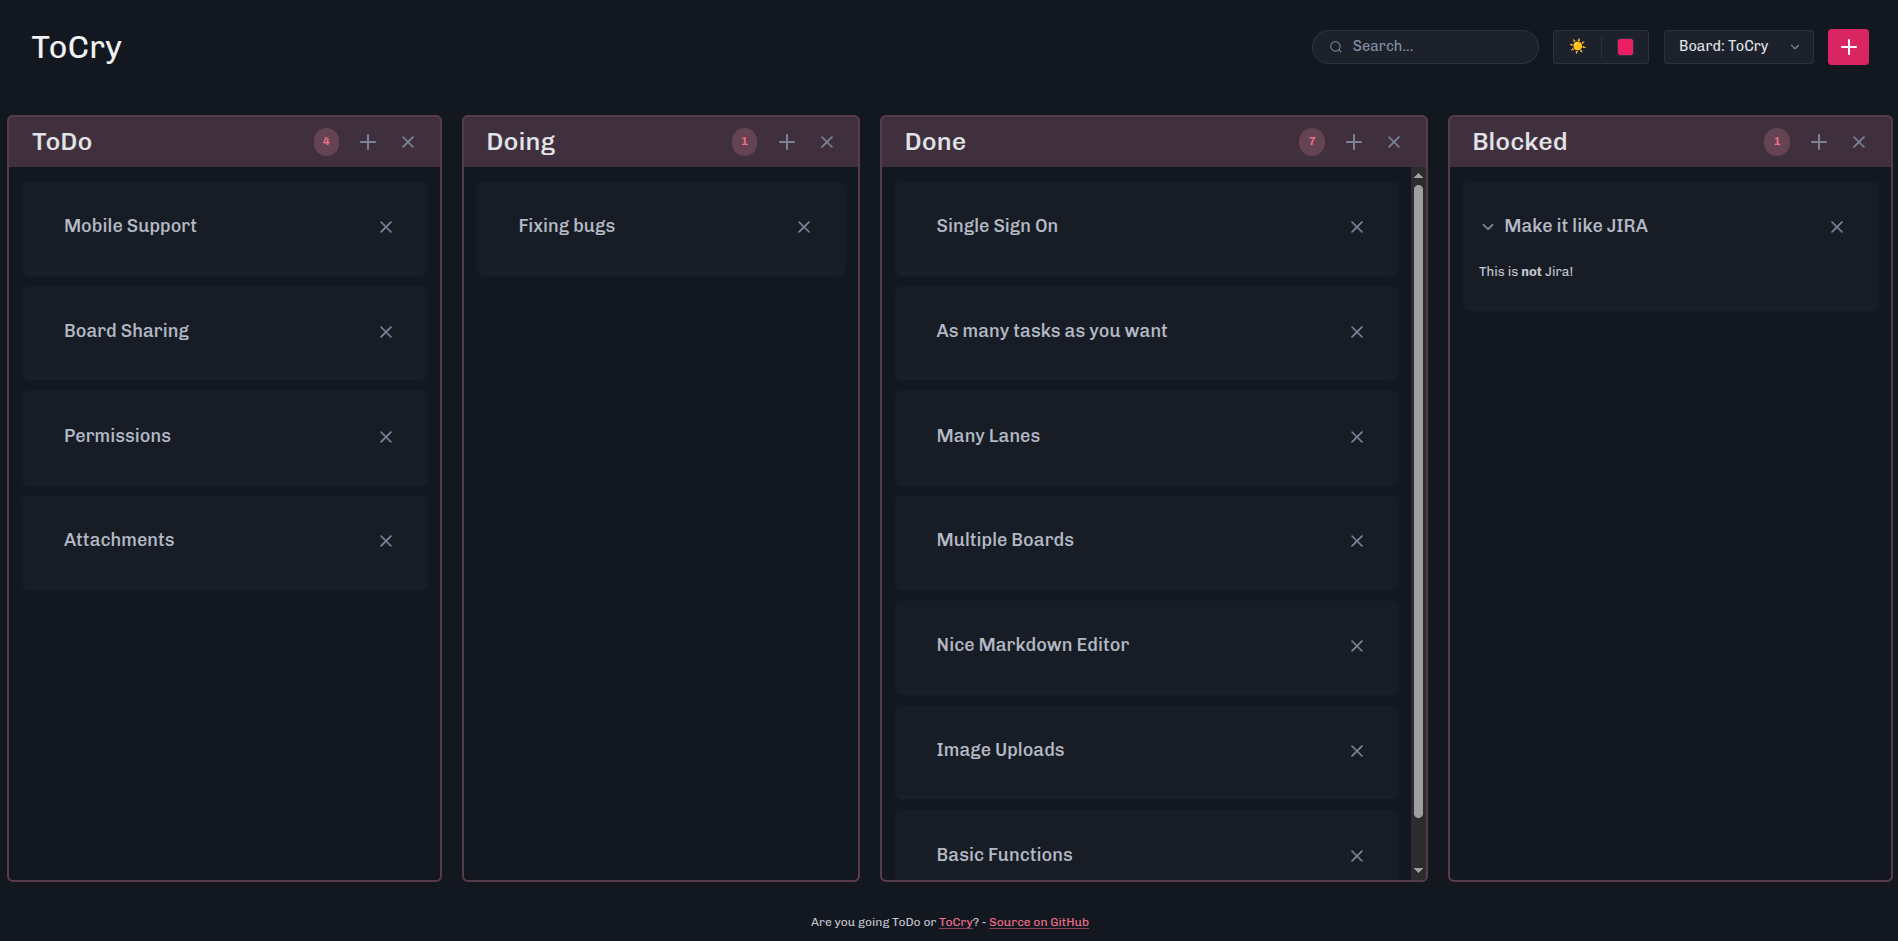 ToCry
Search...
Board: ToCry
ToDo
4
Mobile Support
Board Sharing
Permissions
Attachments
Doing
1
Fixing bugs
Done
7
Single Sign On
As many tasks as you want
Many Lanes
Multiple Boards
Nice Markdown Editor
Image Uploads
Basic Functions
Blocked
1
Make it like JIRA
This is not Jira!
Are you going ToDo or ToCry? - Source on GitHub